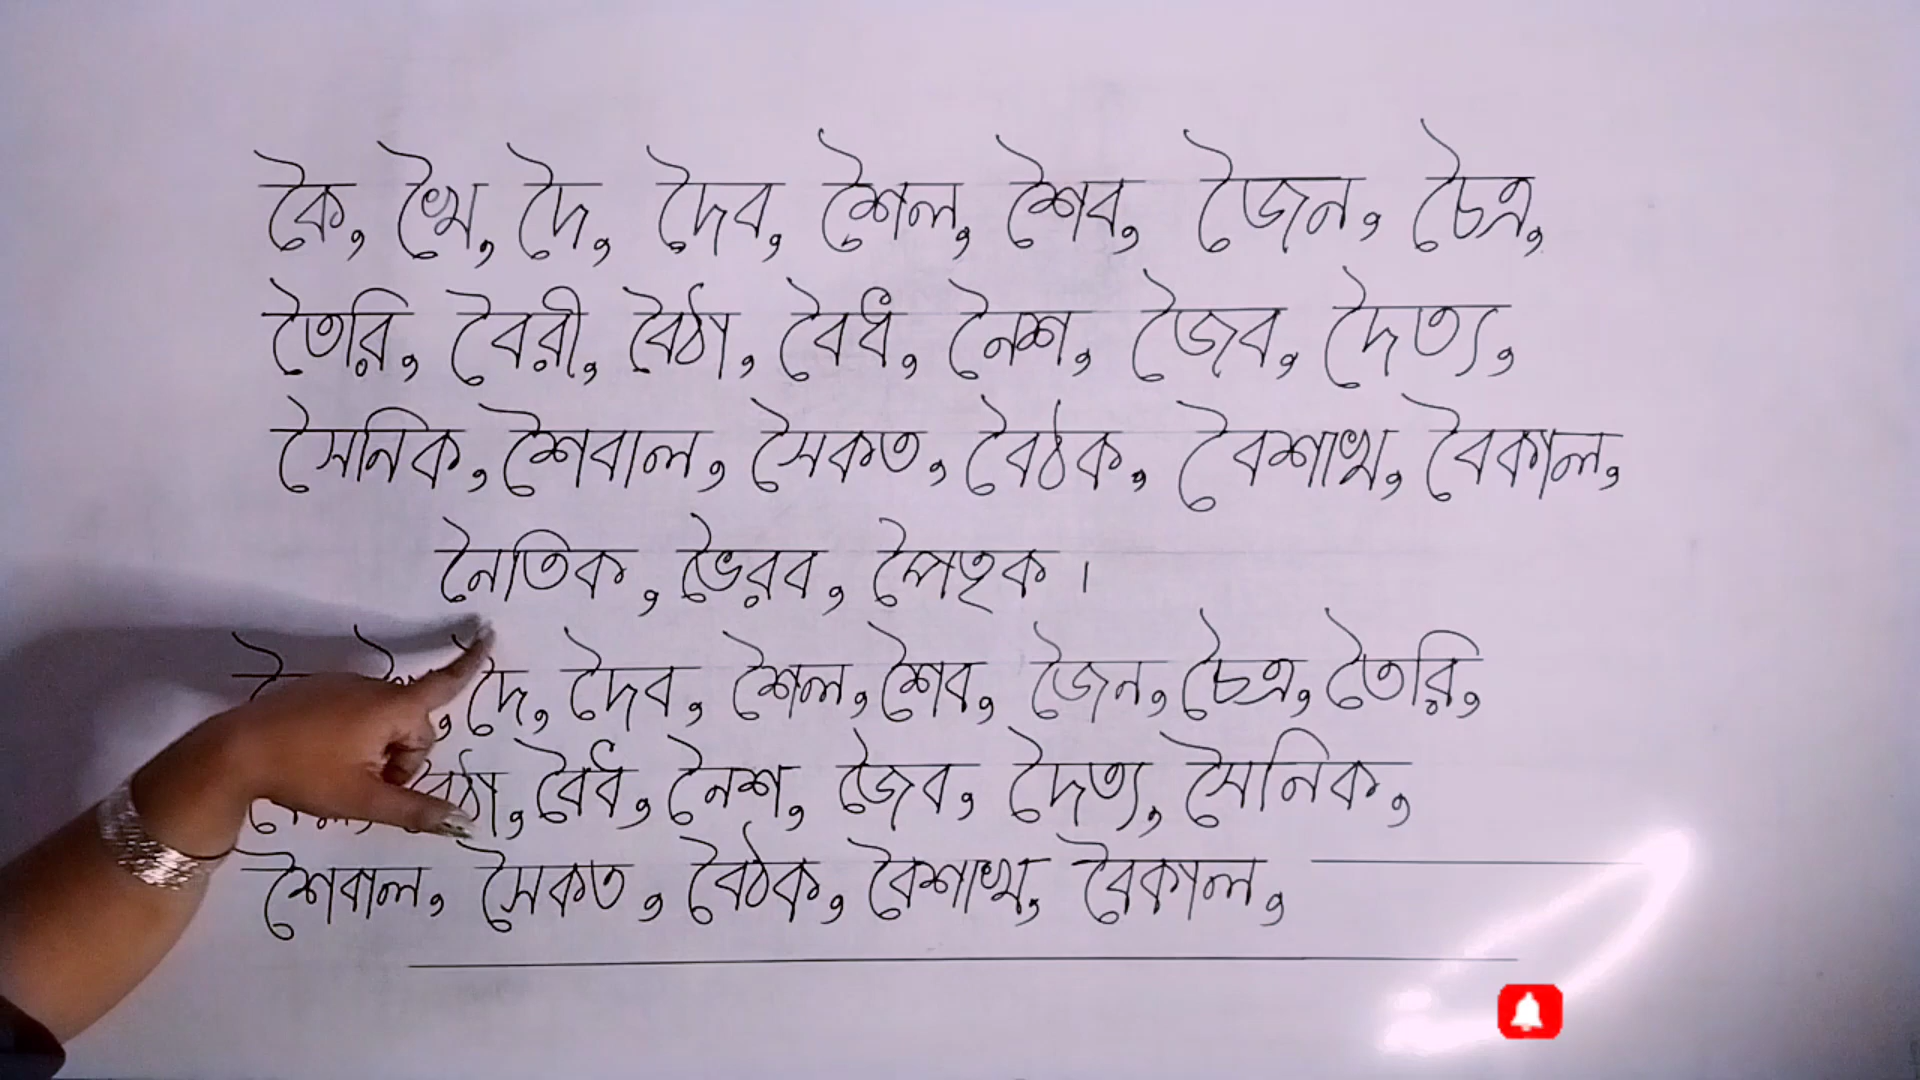 কৈ, খৈ, দৈ, দৈব, শৈল, শৈব, জৈন, চৈত্র,
তৈরি, বৈরী, বৈঠা, বৈধ, নৈশ, জৈব, দৈত্য,
সৈনিক, শৈবাল, সৈকত, বৈঠক, বৈশাখ, বৈকাল,
নৈতিক, ভৈরব, পৈতৃক ।
দৈ, দৈব, শৈল, শৈব, জৈন, চৈত্র, তৈরি,
বৈধ, নৈশ, জৈব, দৈত্য, সৈনিক,
শৈবাল, সৈকত, বৈঠক, বৈশাখ, বৈকাল,